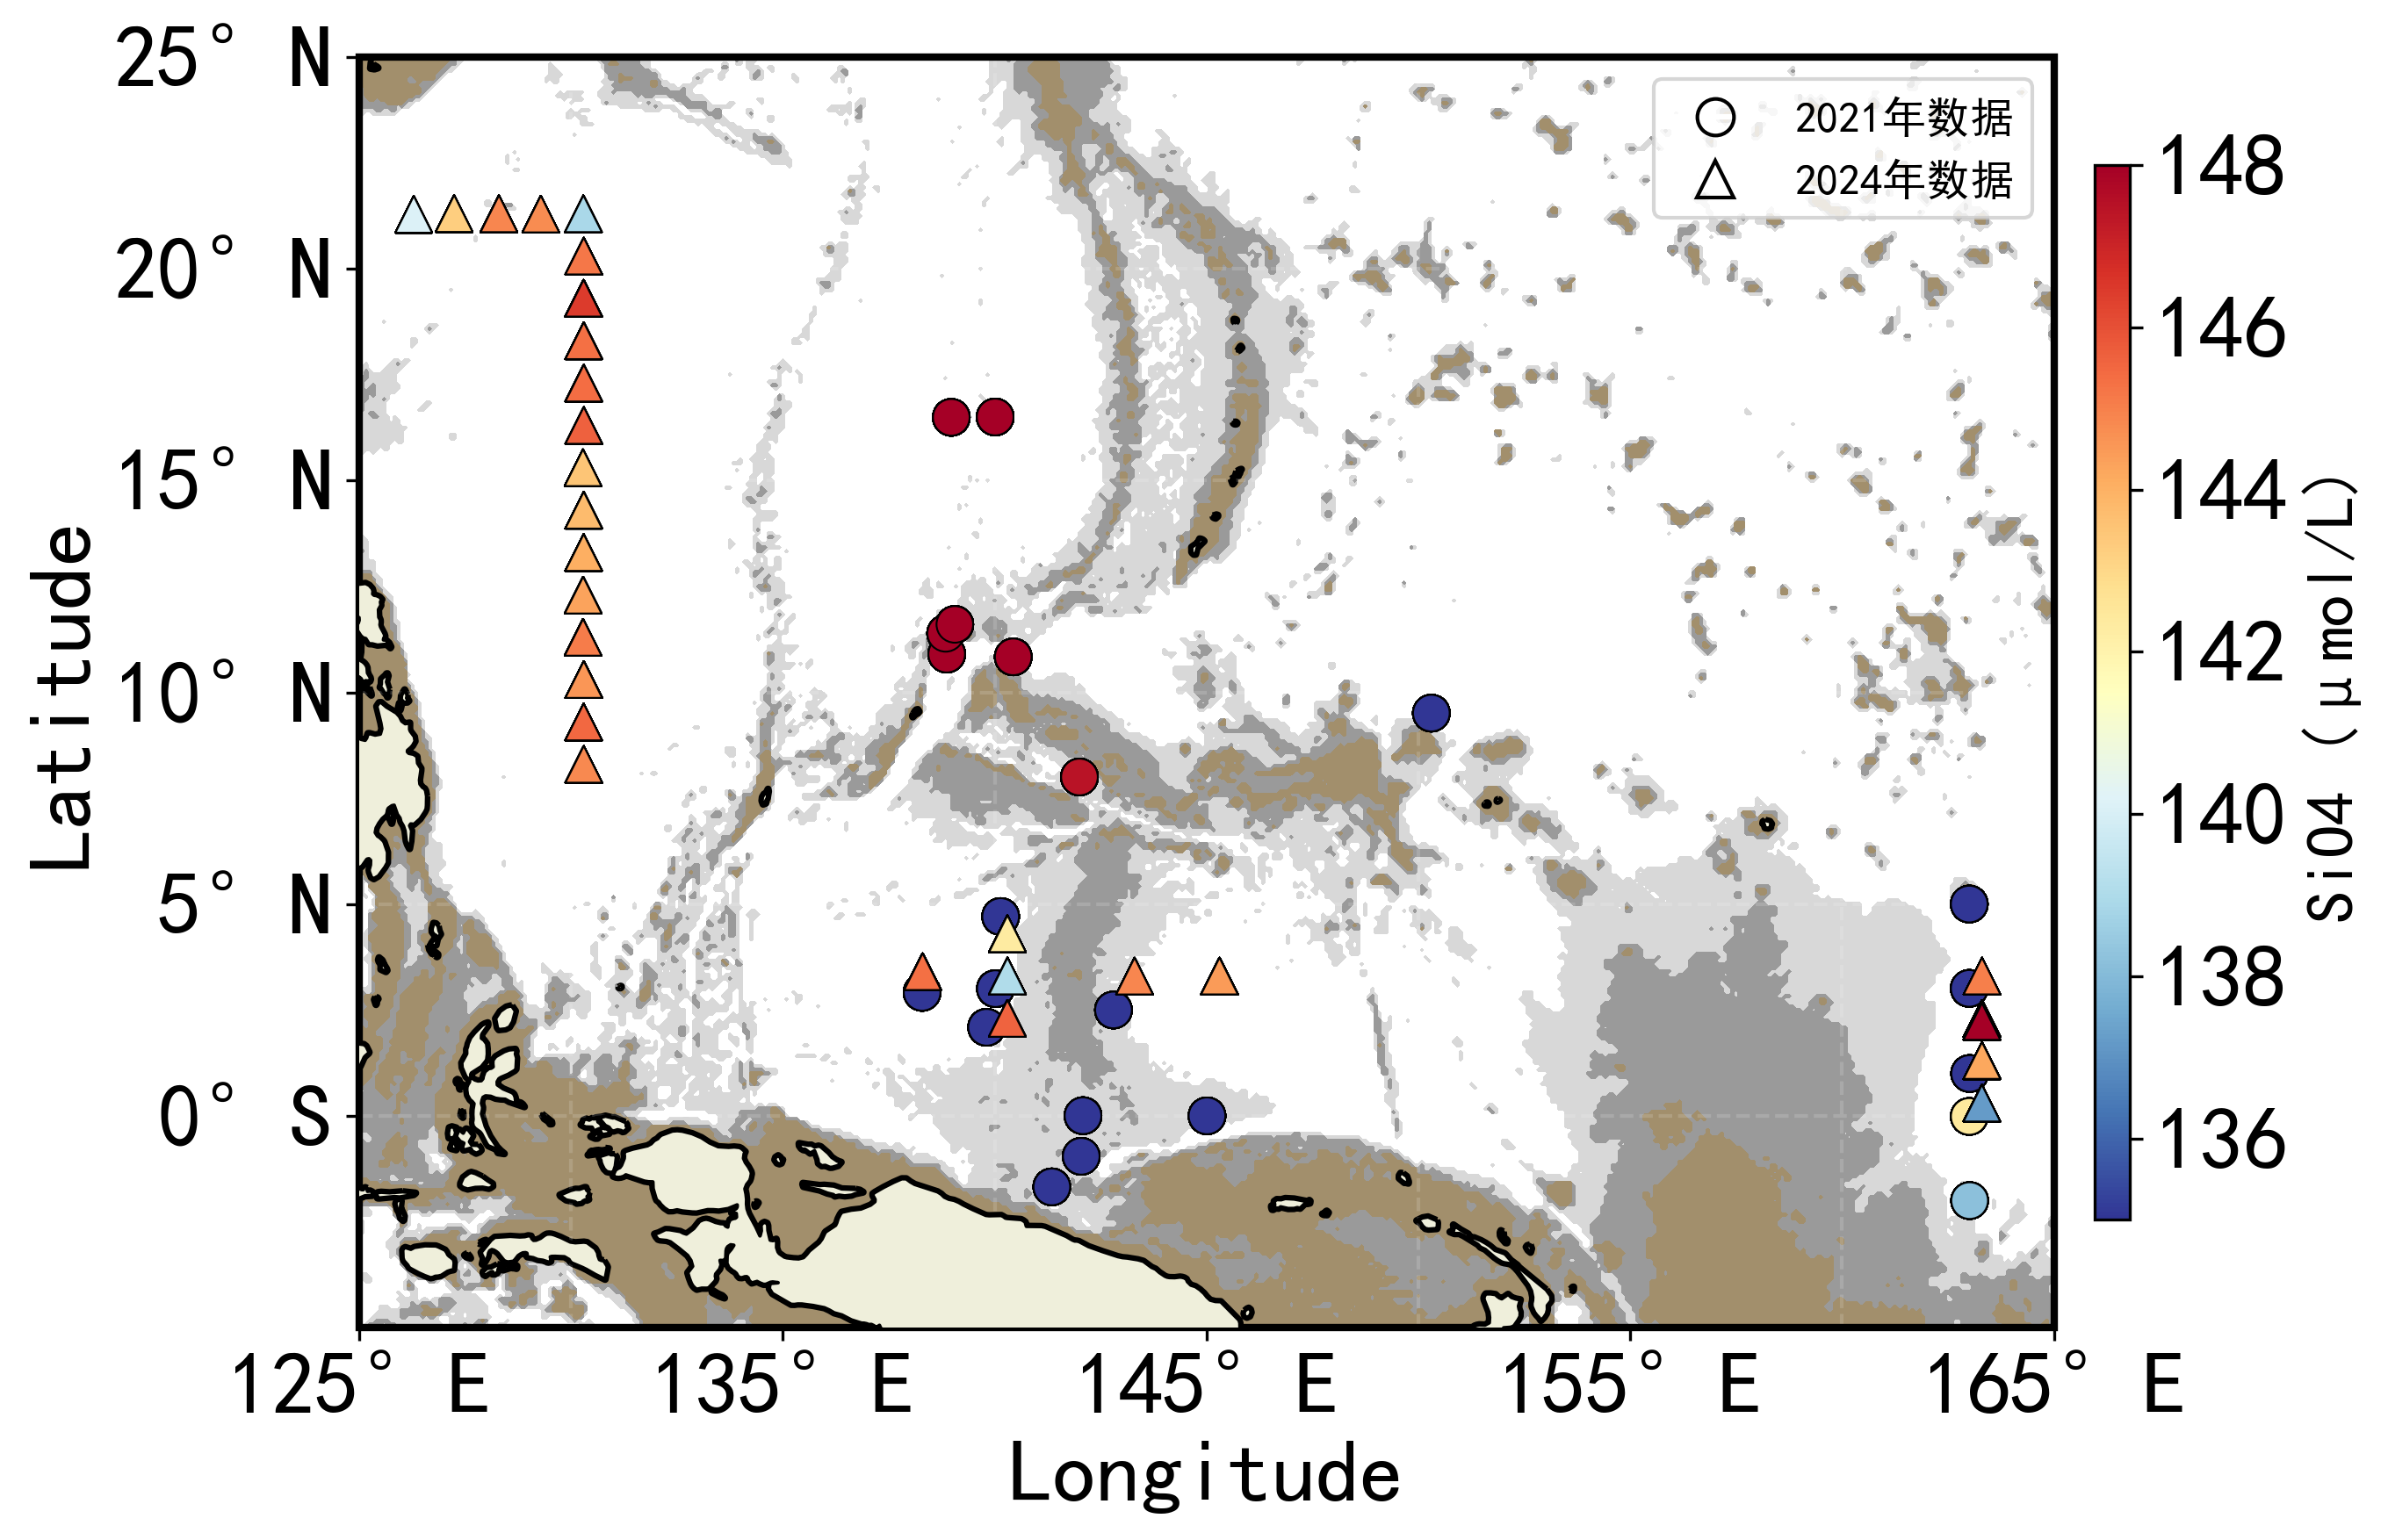 25° N
20° N
15° N
10° N
5° N
0° S
Latitude
125° E
135° E
145° E
155° E
165° E
Longitude
2021年数据
2024年数据
148
146
144
142
140
138
136
SiO4 (μmol/L)